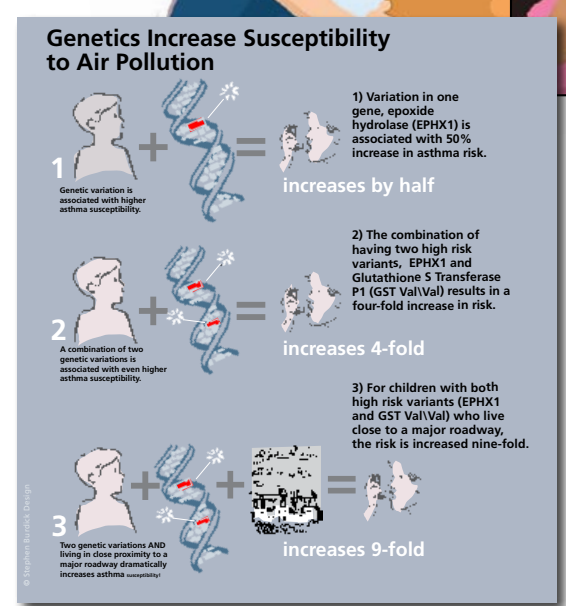 Genetics Increase Susceptibility
to Air Pollution
1) Variation in one
gene, epoxide
hydrolase (EPHX1) is
associated with 50%
increase in asthma risk.
1
Genetic variation is
associated with higher
asthma susceptibility.
+
=
increases by half
2) The combination of
having two high risk
variants, EPHX1 and
Glutathione S Transferase
P1 (GST Val\Val) results in a
four-fold increase in risk.
2
A combination of two
genetic variations is
associated with even higher
asthma susceptibility.
+
=
increases 4-fold
3) For children with both
high risk variants (EPHX1
and GST Val\Val) who live
close to a major roadway,
the risk is increased nine-fold.
3
Two genetic variations AND
living in close proximity to a
major roadway dramatically
increases asthma susceptibility!
+
+
=
increases 9-fold
© Stephen Burdick Design